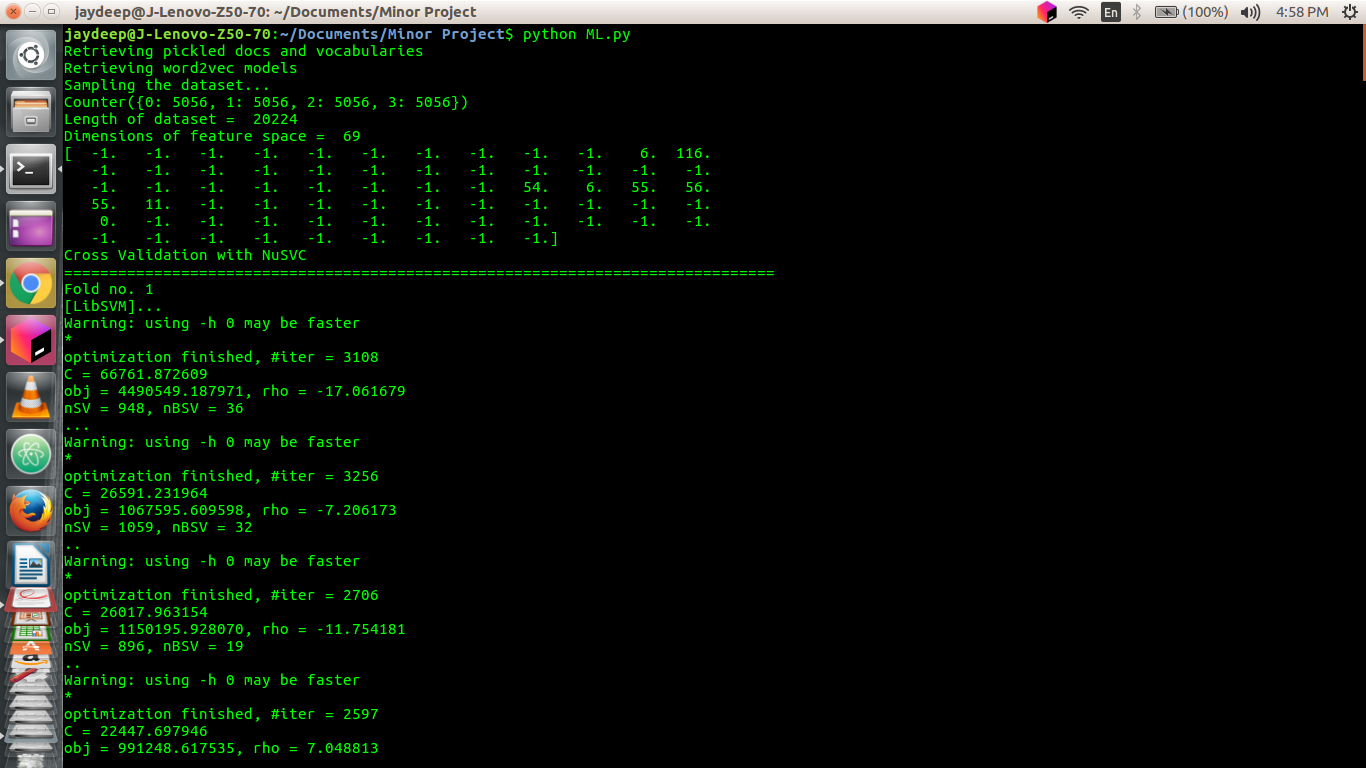 jaydeep@J-Lenovo-Z50-70: ~/Documents/Minor Project
En
(100%)
4:58 PM
jaydeep@J-Lenovo-Z50-70:~/Documents/Minor Project$ python ML.py
Retrieving pickled docs and vocabularies
Retrieving word2vec models
Sampling the dataset...
Counter({0: 5056, 1: 5056, 2: 5056, 3: 5056})
Length of dataset =  20224
Dimensions of feature space =  69
[  -1.   -1.   -1.   -1.   -1.   -1.   -1.   -1.   -1.   -1.    6.  116.
   -1.   -1.   -1.   -1.   -1.   -1.   -1.   -1.   -1.   -1.   -1.   -1.
   -1.   -1.   -1.   -1.   -1.   -1.   -1.   -1.   54.    6.   55.   56.
   55.   11.   -1.   -1.   -1.   -1.   -1.   -1.   -1.   -1.   -1.   -1.
    0.   -1.   -1.   -1.   -1.   -1.   -1.   -1.   -1.   -1.   -1.   -1.
   -1.   -1.   -1.   -1.   -1.   -1.   -1.   -1.   -1.]
Cross Validation with NuSVC
===============================================================================
Fold no. 1
[LibSVM]...
Warning: using -h 0 may be faster
*
optimization finished, #iter = 3108
C = 66761.872609
obj = 4490549.187971, rho = -17.061679
nSV = 948, nBSV = 36
...
Warning: using -h 0 may be faster
*
optimization finished, #iter = 3256
C = 26591.231964
obj = 1067595.609598, rho = -7.206173
nSV = 1059, nBSV = 32
..
Warning: using -h 0 may be faster
*
optimization finished, #iter = 2706
C = 26017.963154
obj = 1150195.928070, rho = -11.754181
nSV = 896, nBSV = 19
..
Warning: using -h 0 may be faster
*
optimization finished, #iter = 2597
C = 22447.697946
obj = 991248.617535, rho = 7.048813